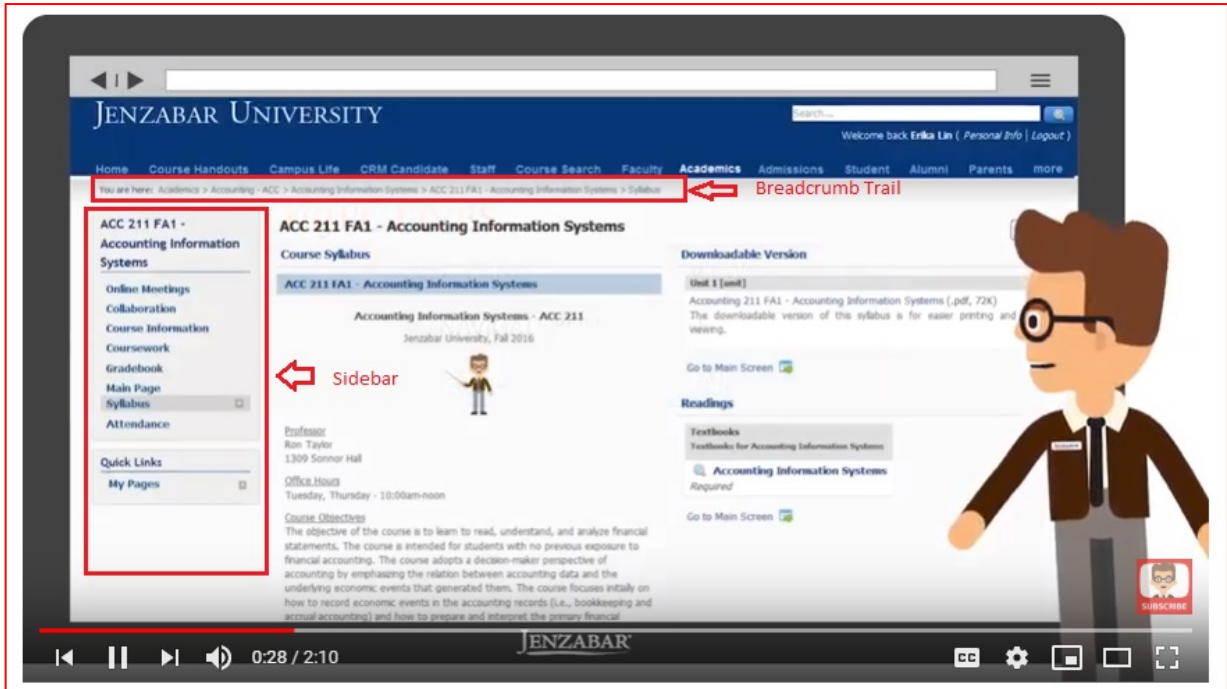 JENZABAR UNIVERSITY
Search...
Welcome back Erika Lin ( Personal Info | Logout )
Home Course Handouts Campus Life CRM Candidate Staff Course Search Faculty Academics Admissions Student Alumni Parents more
You are here: Academics > Accounting - ACC > Accounting Information Systems > ACC 211 FA1 - Accounting Information Systems > Syllabus
Breadcrumb Trail
ACC 211 FA1 -
Accounting Information
Systems
Online Meetings
Collaboration
Course Information
Coursework
Gradebook
Main Page
Syllabus
Attendance
Quick Links
My Pages
Sidebar
ACC 211 FA1 - Accounting Information Systems
Course Syllabus
ACC 211 FA1 - Accounting Information Systems
Accounting Information Systems - ACC 211
Jenzabar University, Fall 2016
Professor
Ron Taylor
1309 Sonnor Hall
Office Hours
Tuesday, Thursday - 10:00am-noon
Course Objectives
The objective of the course is to learn to read, understand, and analyze financial
statements. The course is intended for students with no previous exposure to
financial accounting. The course adopts a decision-maker perspective of
accounting by emphasizing the relation between accounting data and the
underlying economic events that generated them. The course focuses initially on
how to record economic events in the accounting records (i.e., bookkeeping and
accrual accounting) and how to prepare and interpret the primary financial
Downloadable Version
Unit 1 [unit]
Accounting 211 FA1 - Accounting Information Systems (.pdf, 72K)
The downloadable version of this syllabus is for easier printing and
viewing.
Go to Main Screen
Readings
Textbooks
Textbooks for Accounting Information Systems
Accounting Information Systems
Required
Go to Main Screen
SUBSCRIBE
JENZABAR
0:28 / 2:10
CC